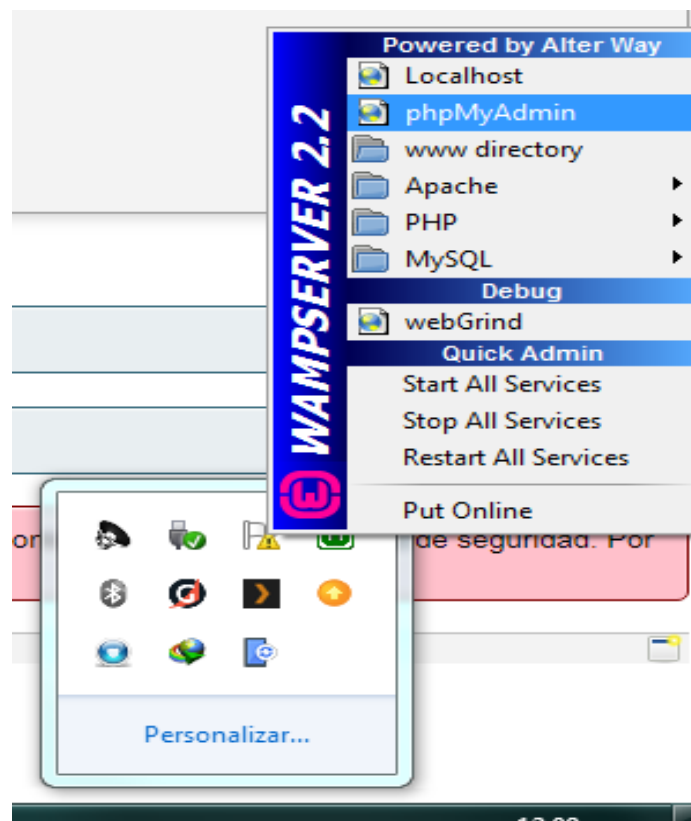 Powered by Alter Way
Localhost
phpMyAdmin
www directory
Apache
PHP
MySQL
Debug
webGrind
Quick Admin
Start All Services
Stop All Services
Restart All Services
Put Online
WAMPSERVER 2.2
de seguridad. Por
Personalizar...